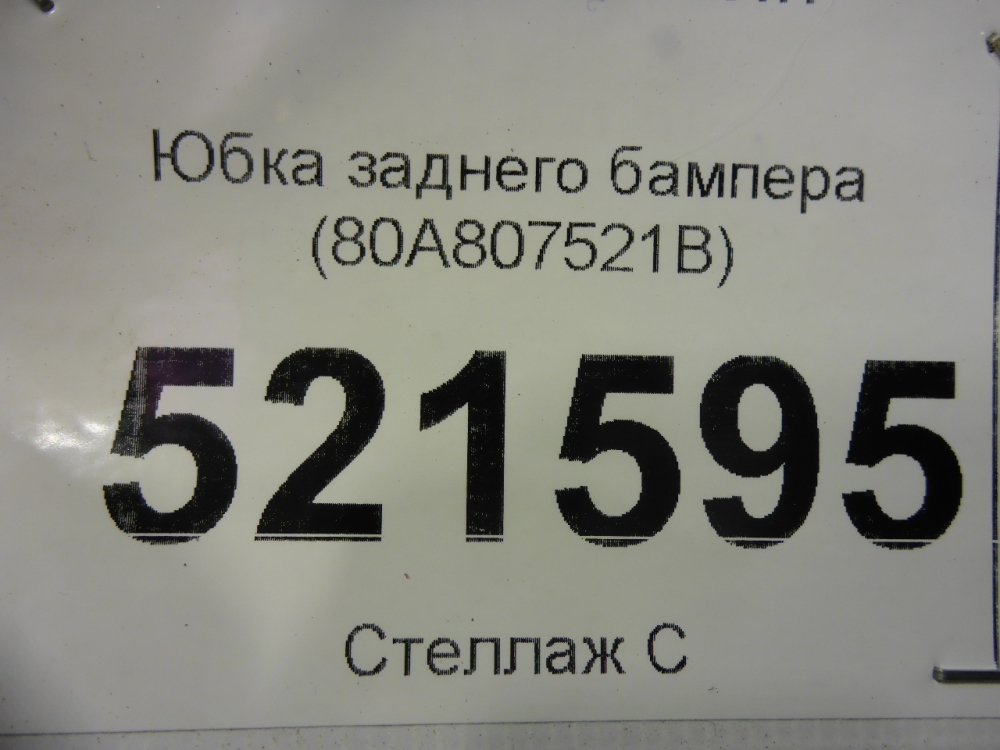 Юбка заднего бампера
(80A807521B)
521595
Стеллаж С